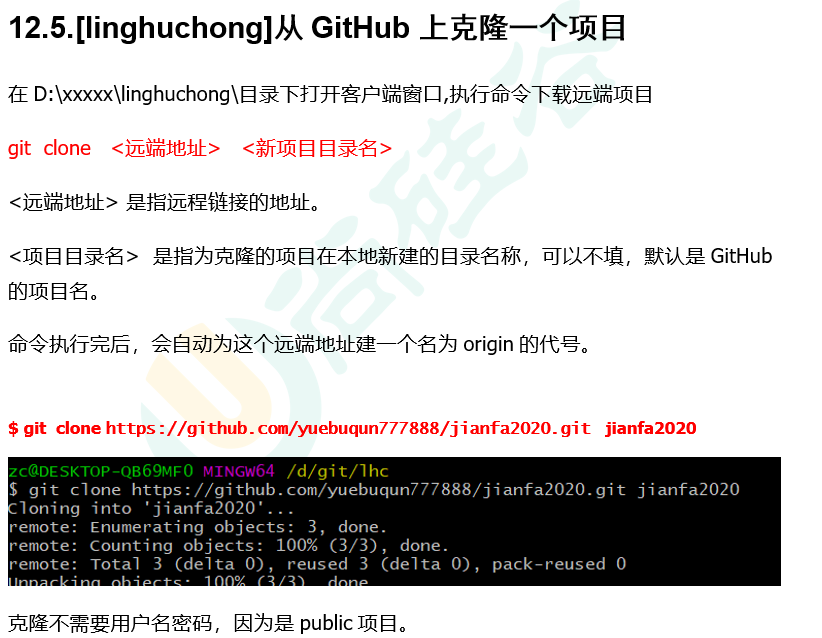 12.5.[linghuchong]从 GitHub 上克隆一个项目
在 D:\xxxxx\linghuchong\目录下打开客户端窗口,执行命令下载远端项目
git clone <远端地址> <新项目目录名>
<远端地址> 是指远程链接的地址。
<项目目录名> 是指为克隆的项目在本地新建的目录名称，可以不填，默认是 GitHub
的项目名。
命令执行完后，会自动为这个远端地址建一个名为 origin 的代号。
$ git clone https://github.com/yuebuqun777888/jianfa2020.git jianfa2020
zc@DESKTOP-QB69MF0 MINGW64 /d/git/lhc
$ git clone https://github.com/yuebuqun777888/jianfa2020.git jianfa2020
Cloning into 'jianfa2020'...
remote: Enumerating objects: 3, done.
remote: Counting objects: 100% (3/3), done.
remote: Total 3 (delta 0), reused 3 (delta 0), pack-reused 0
Unpacking objects: 100% (3/3), done
克隆不需要用户名密码，因为是 public 项目。
尚硅谷